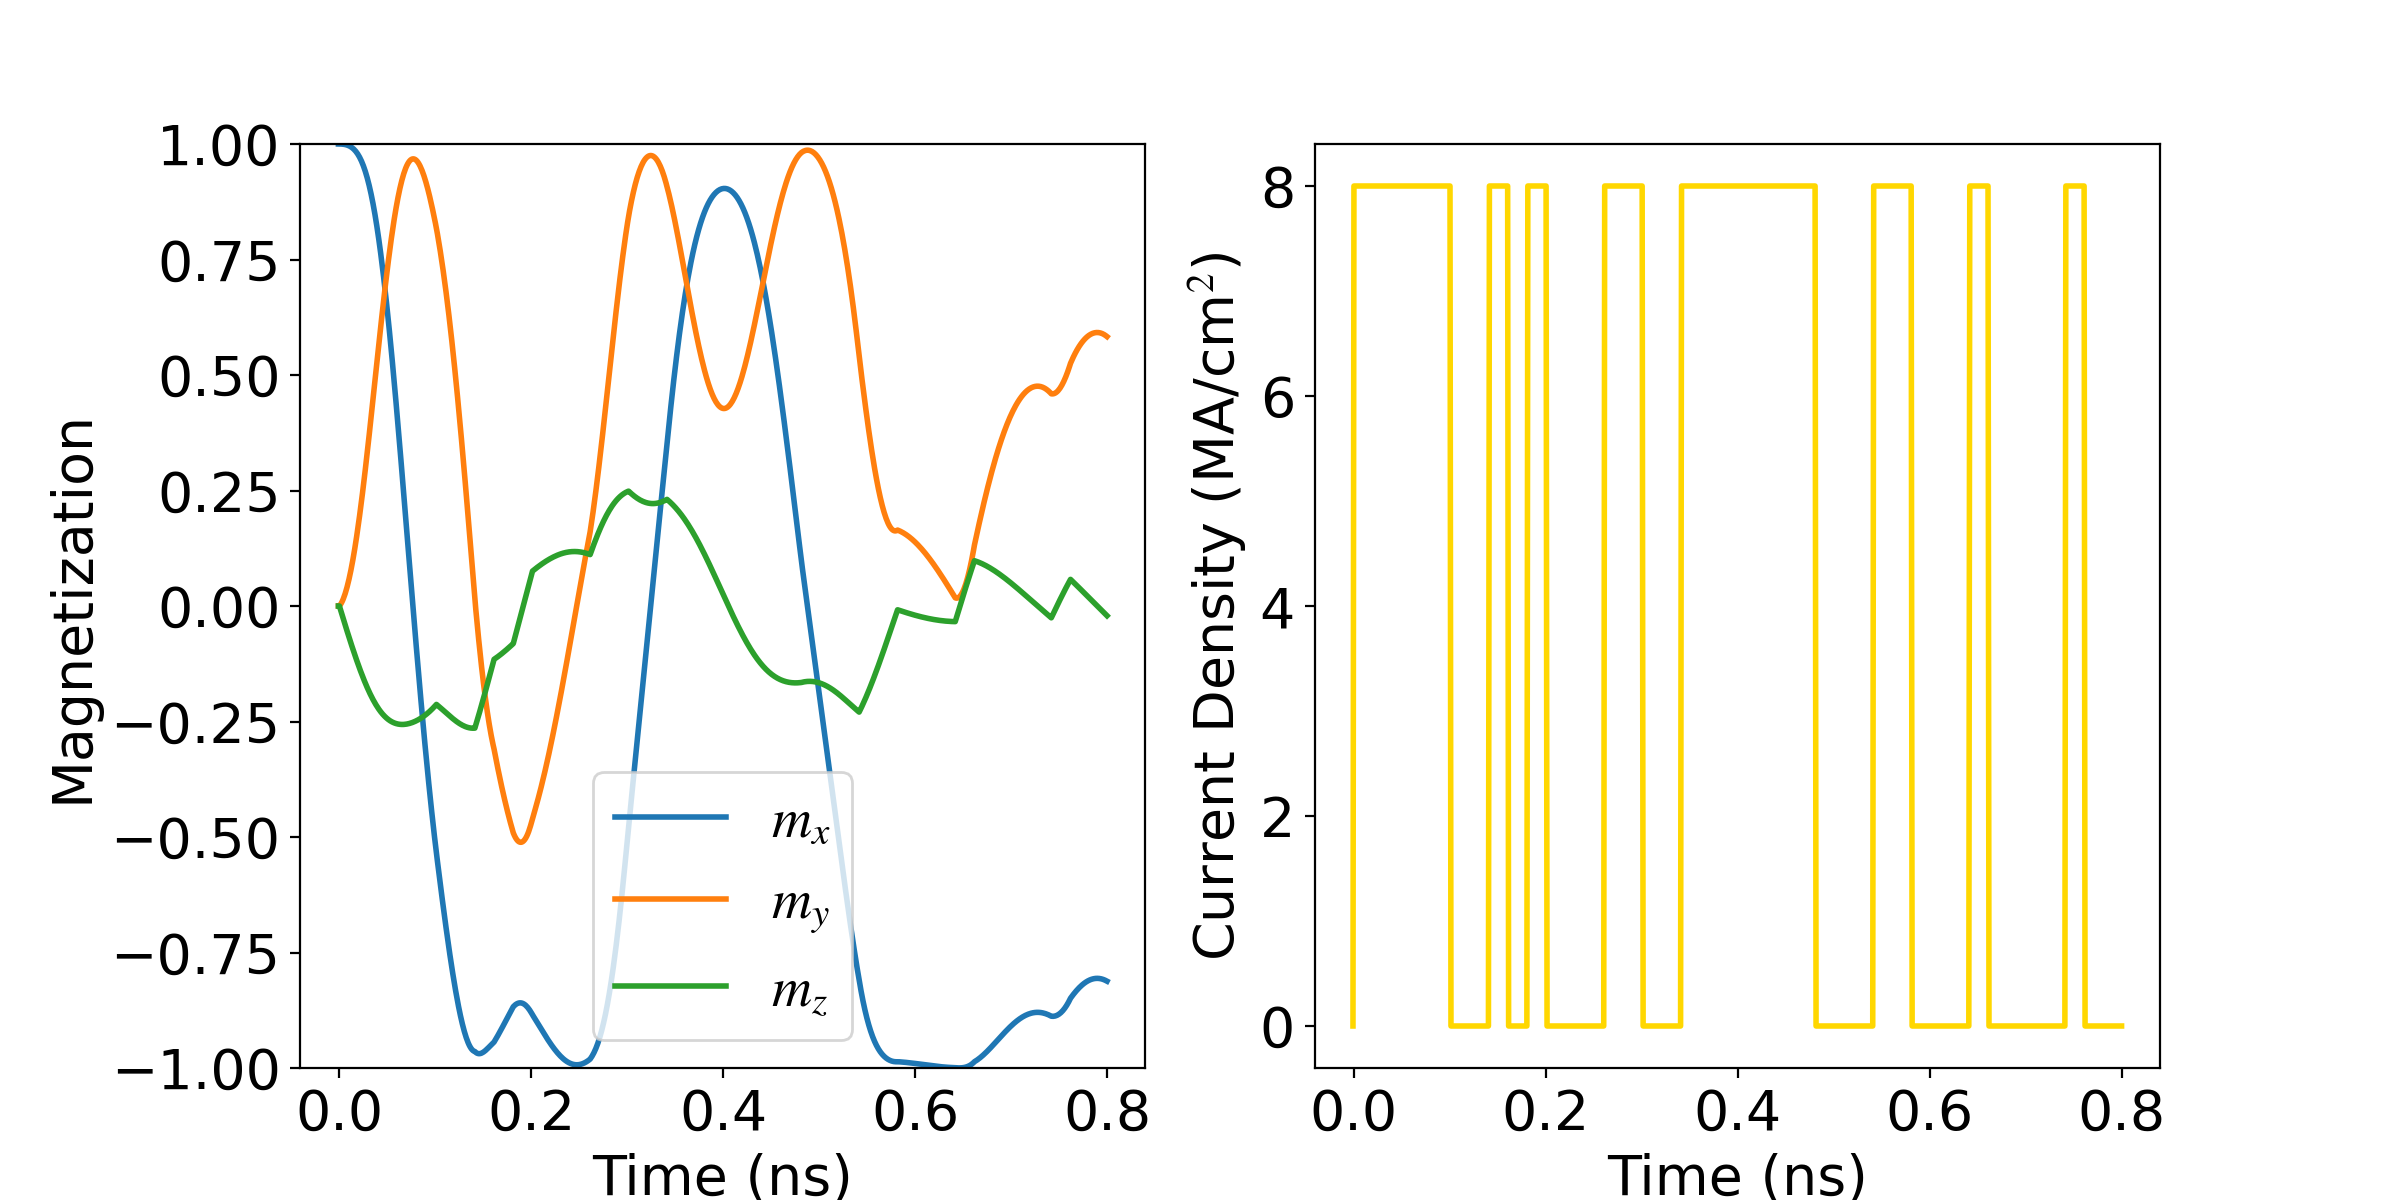 Magnetization
1.00
0.75
0.50
0.25
0.00
−0.25
−0.50
−0.75
−1.00
0.0 0.2 0.4 0.6 0.8
Time (ns)
mₓ
m_y
m_z
Current Density (MA/cm²)
8
6
4
2
0
0.0 0.2 0.4 0.6 0.8
Time (ns)